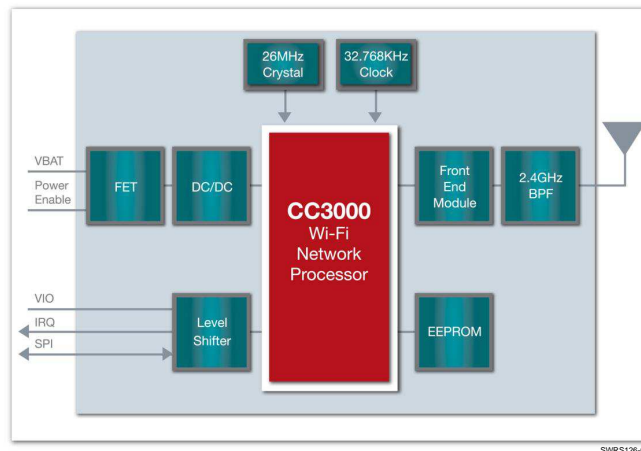 26MHz
Crystal
32.768KHz
Clock
VBAT
Power
Enable
FET
DC/DC
CC3000
Wi-Fi
Network
Processor
Front
End
Module
2.4GHz
BPF
VIO
IRQ
SPI
Level
Shifter
EEPROM